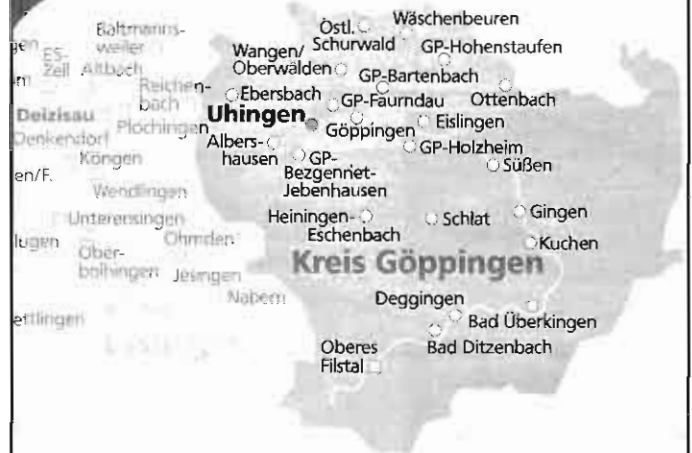 Baltmanns-
weiler
ES-
Zell
Altbach
Reichen-
bach
Deizisau
Plochingen
Denkendorf
Köngen
en/F.
Wendlingen
Unterensingen
Ohmden
Ober-
boihingen
Jesingen
Nabern
ettlingen
Östl.
Schurwald
Wäschenbeuren
Wangen/
Oberwälden
GP-Hohenstaufen
GP-Bartenbach
Ebersbach
GP-Faurndau
Ottenbach
Uhingen
Göppingen
Eislingen
Albers-
hausen
GP-Holzheim
GP-
Bezgenriet-
Jebenhausen
Süßen
Heiningen-
Eschenbach
Schlat
Gingen
Kuchen
Kreis Göppingen
Deggingen
Bad Überkingen
Bad Ditzenbach
Oberes
Filstal